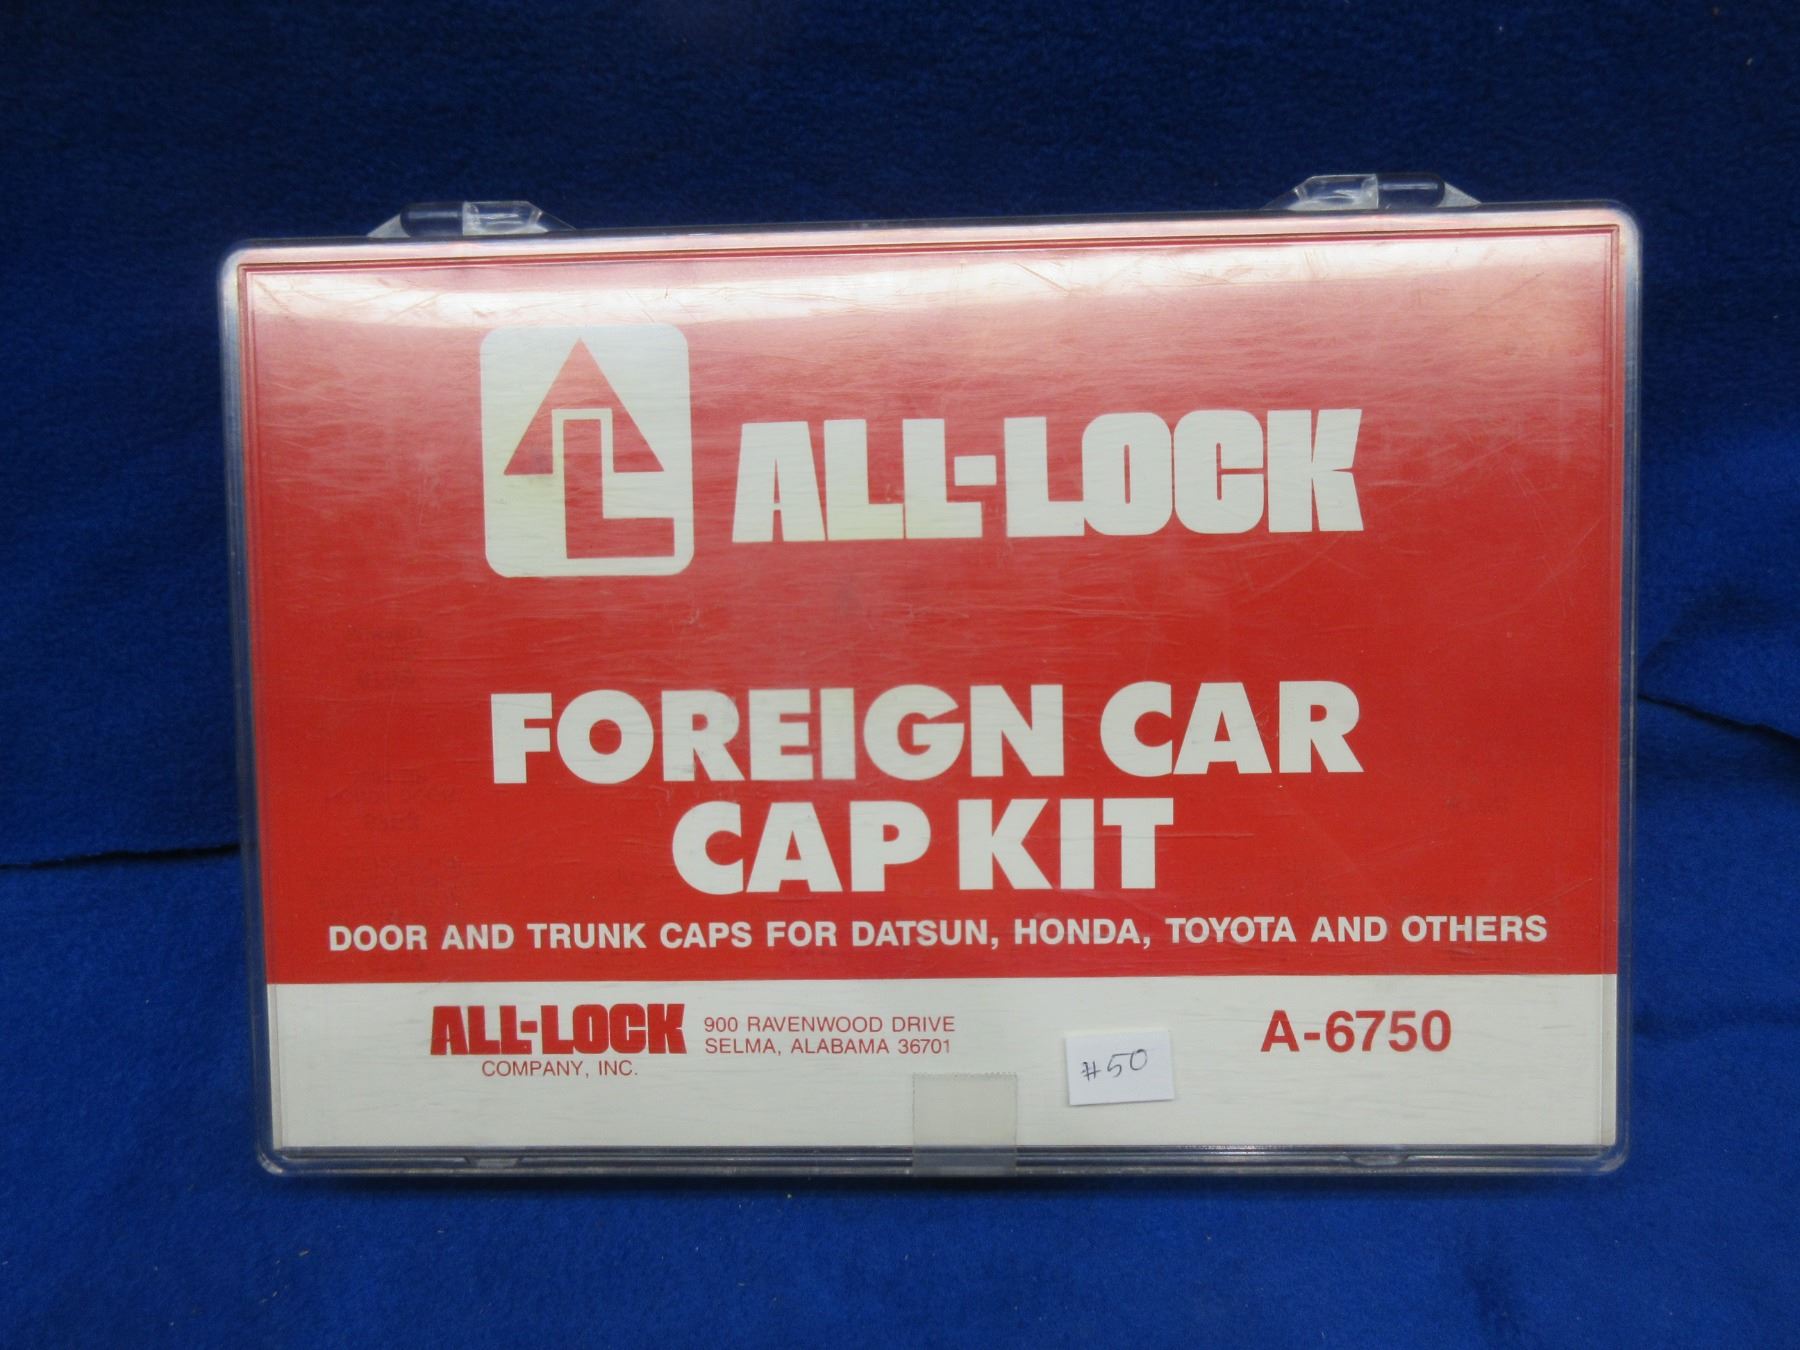 ALL-LOCK
FOREIGN CAR
CAP KIT
DOOR AND TRUNK CAPS FOR DATSUN, HONDA, TOYOTA AND OTHERS
ALL-LOCK
COMPANY, INC.
900 RAVENWOOD DRIVE
SELMA, ALABAMA 36701
#50
A-6750